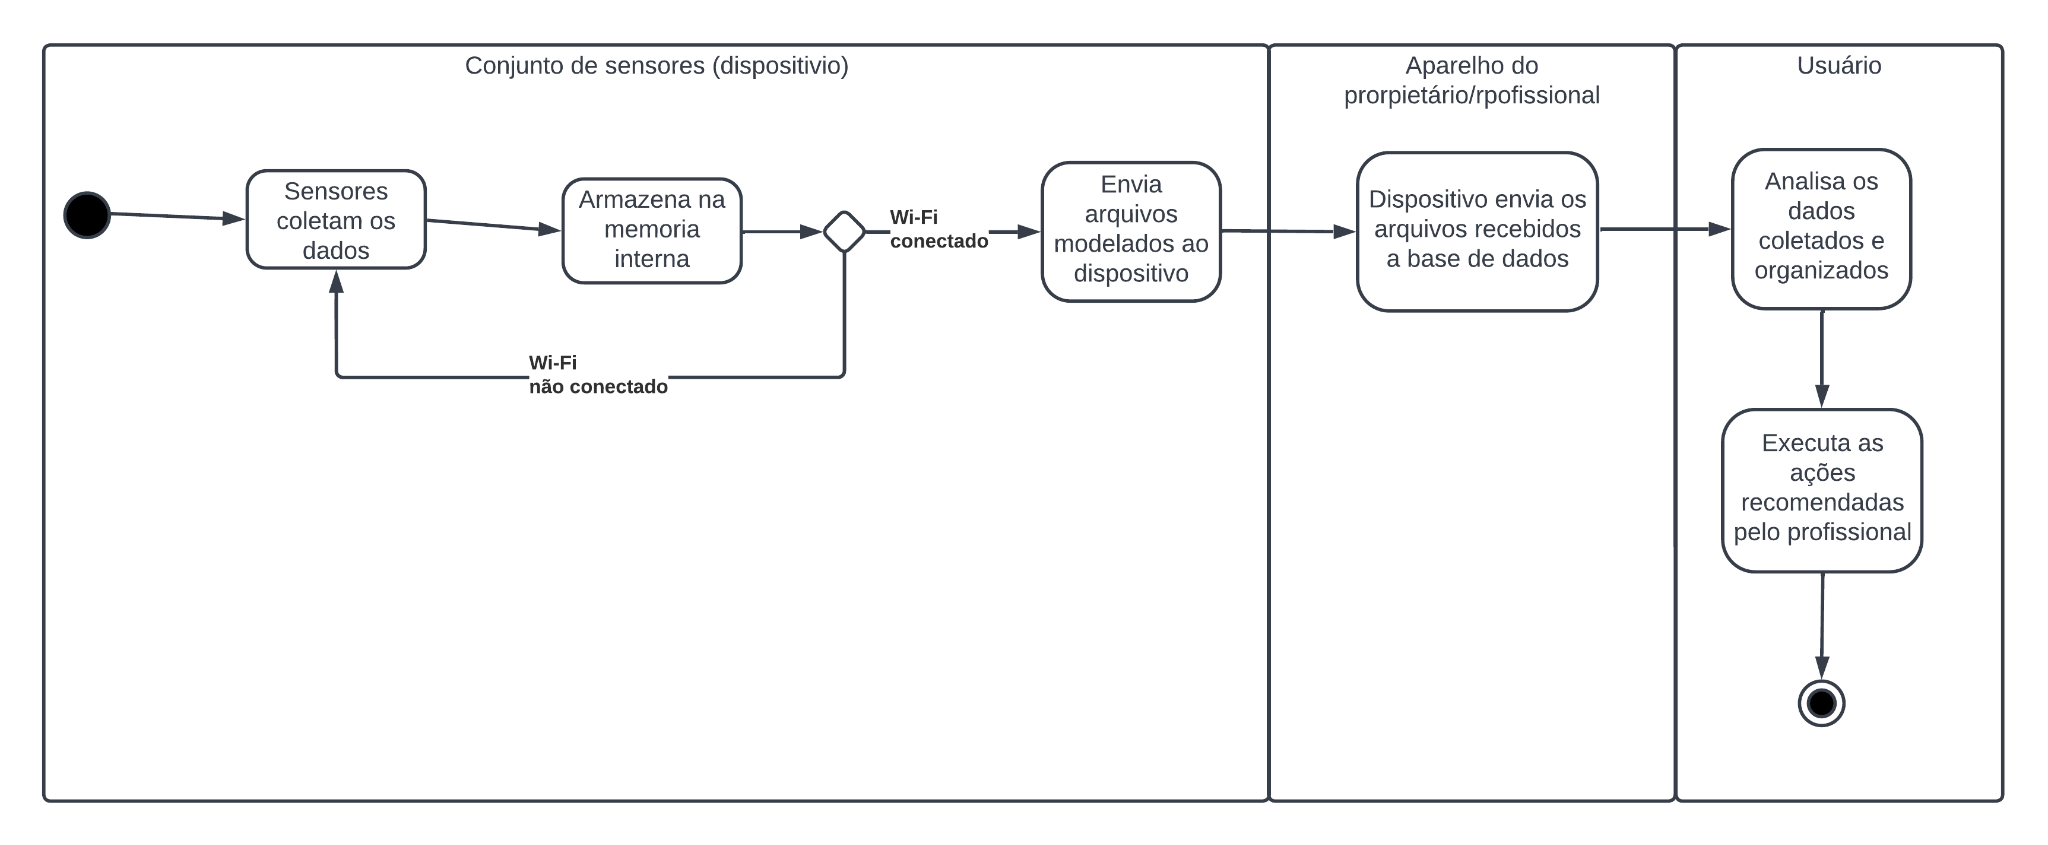 Conjunto de sensores (dispositivio)
Aparelho do
prorpietário/rpofissional
Usuário
Sensores
coletam os
dados
Armazena na
memoria
interna
Wi-Fi
conectado
Wi-Fi
não conectado
Envia
arquivos
modelados ao
dispositivo
Dispositivo envia os
arquivos recebidos
a base de dados
Analisa os
dados
coletados e
organizados
Executa as
ações
recomendadas
pelo profissional